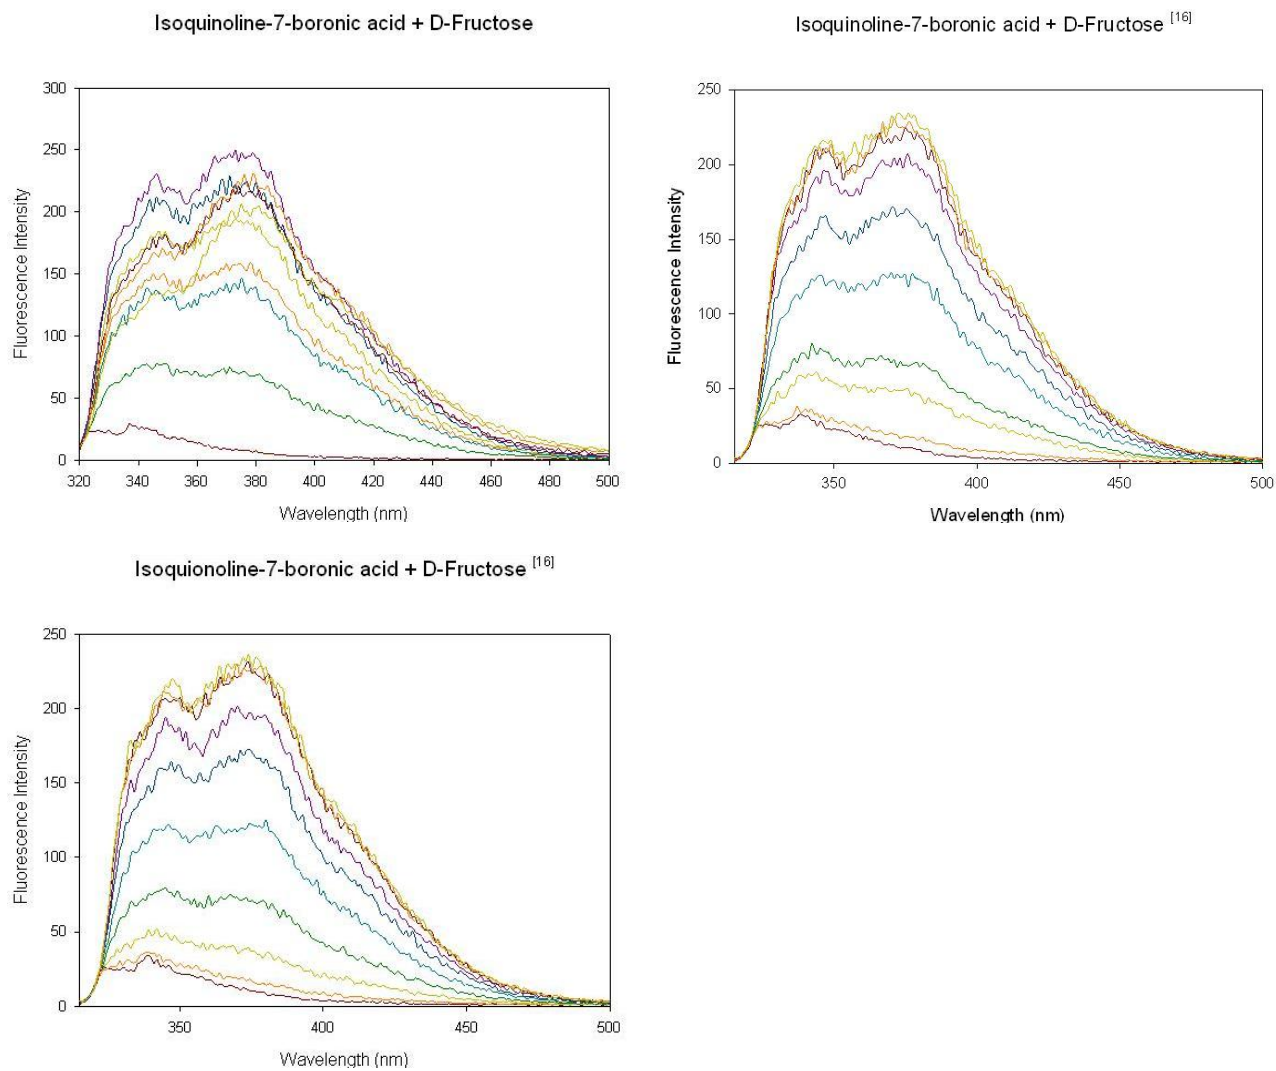 Isoquinoline-7-boronic acid + D-Fructose
300
250
200
150
100
50
0
Fluorescence Intensity
320 340 360 380 400 420 440 460 480 500
Wavelength (nm)
Isoquinoline-7-boronic acid + D-Fructose [16]
250
200
150
100
50
0
Fluorescence Intensity
350 400 450 500
Wavelength (nm)
Isoquionoline-7-boronic acid + D-Fructose [16]
250
200
150
100
50
0
Fluorescence Intensity
350 400 450 500
Wavelength (nm)